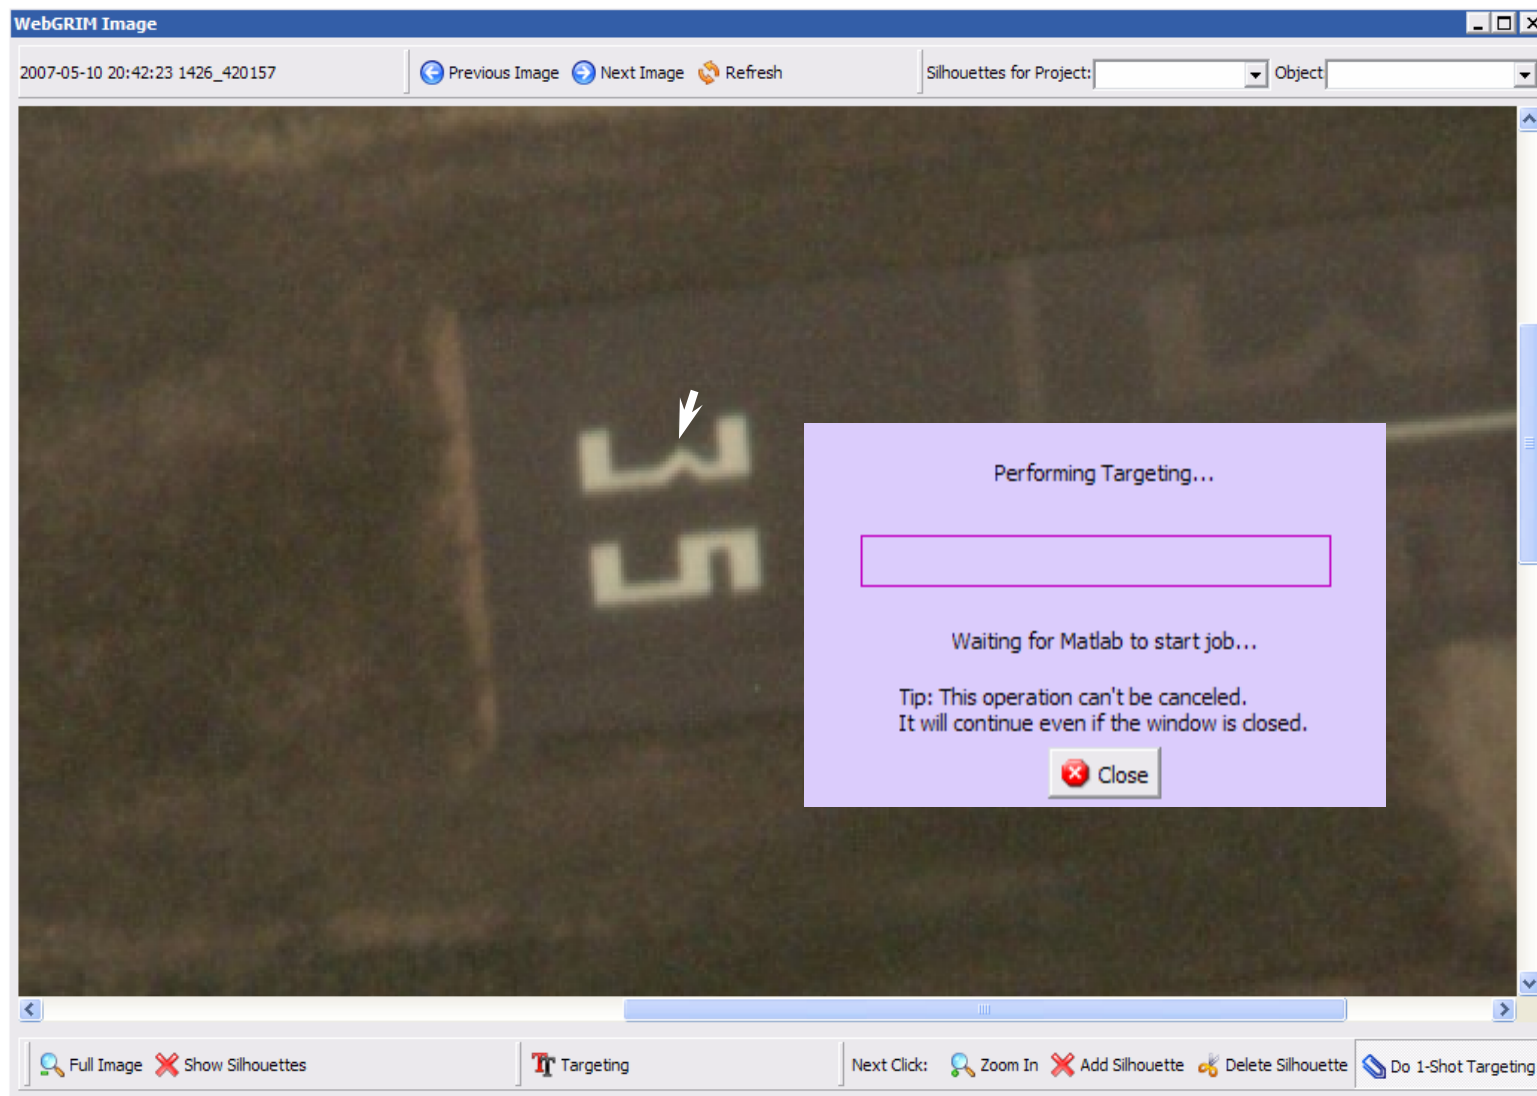 WebGRIM Image
2007-05-10 20:42:23 1426_420157
Previous Image Next Image Refresh
Silhouettes for Project: Object
35
Performing Targeting...
Waiting for Matlab to start job...
Tip: This operation can't be canceled.
It will continue even if the window is closed.
Close
Full Image Show Silhouettes
Targeting
Next Click: Zoom In Add Silhouette Delete Silhouette Do 1-Shot Targeting